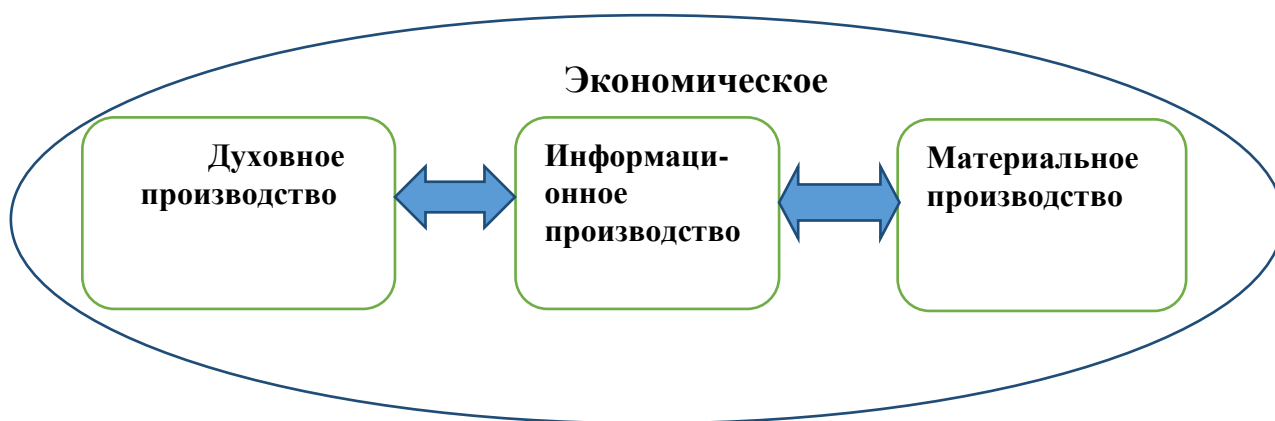 Экономическое
Духовное
производство
Информаци-
онное
производство
Материальное
производство